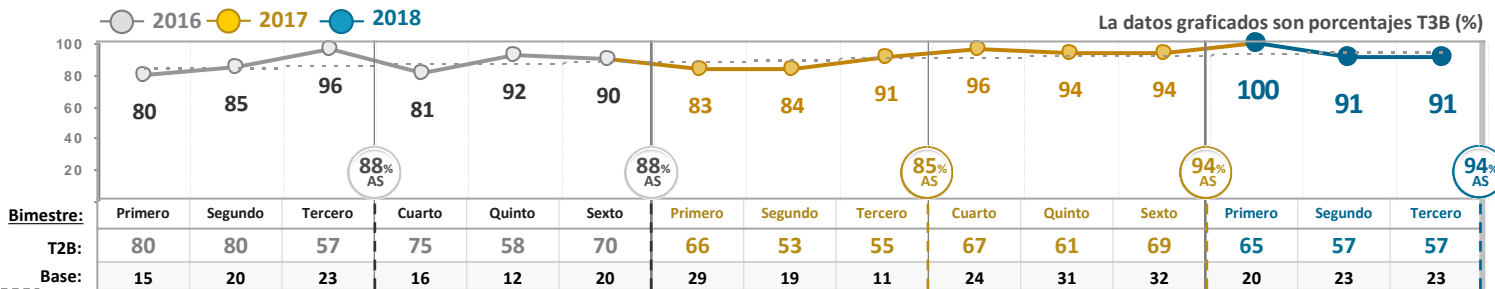 2016 2017 2018 La datos graficados son porcentajes T3B (%)
100
80
60
40
20
80 85 96 81 92 90 83 84 91 96 94 94 100 91 91
88% AS 88% AS 85% AS 94% AS 94% AS
Bimestre: Primero Segundo Tercero Cuarto Quinto Sexto Primero Segundo Tercero Cuarto Quinto Sexto Primero Segundo Tercero
T2B: 80 80 57 75 58 70 66 53 55 67 61 69 65 57 57
Base: 15 20 23 16 12 20 29 19 11 24 31 32 20 23 23